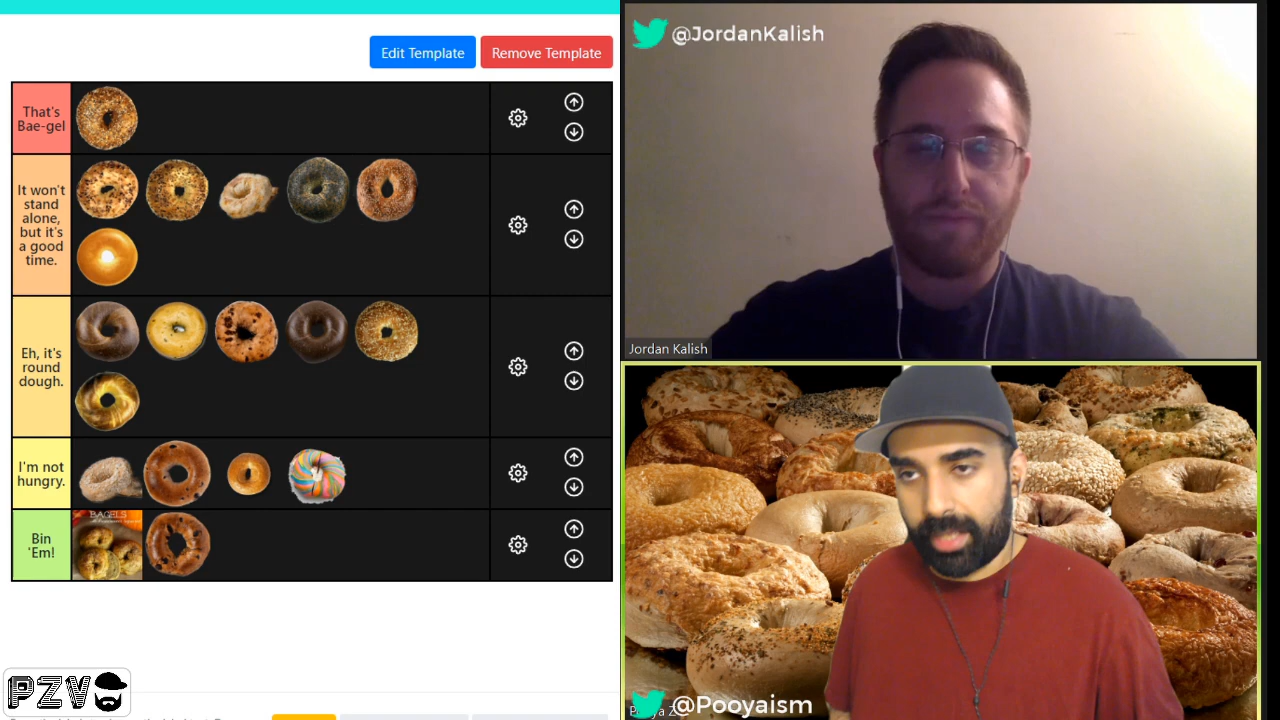 Edit Template
Remove Template
That's
Bae-gel
It won't
stand
alone,
but it's
a good
time.
Eh, it's
round
dough.
I'm not
hungry.
BAGELS
Bin
'Em!
PZV
@JordanKalish
Jordan Kalish
@Pooyaism